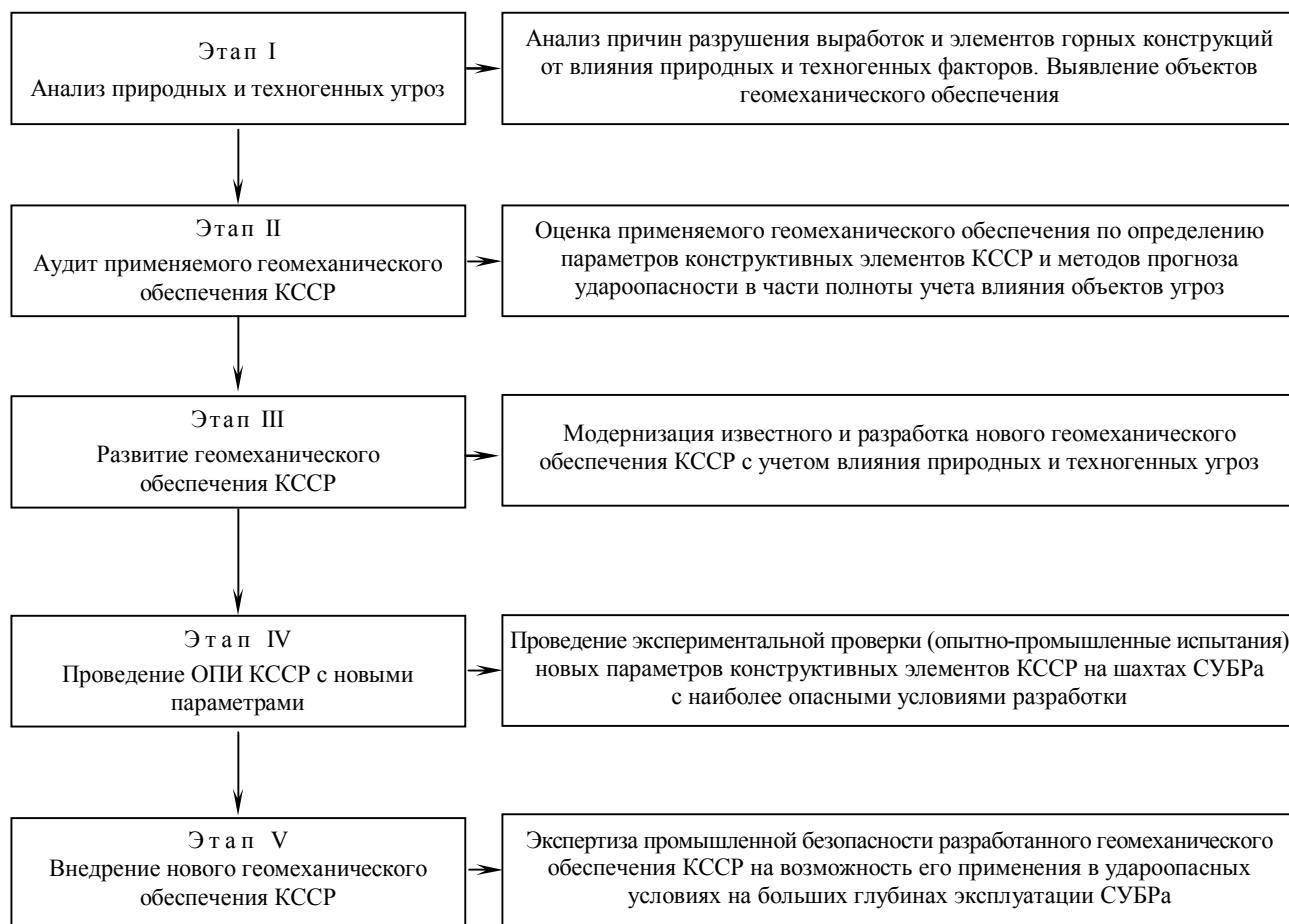 Этап I
Анализ природных и техногенных угроз
Анализ причин разрушения выработок и элементов горных конструкций
от влияния природных и техногенных факторов. Выявление объектов
геомеханического обеспечения
Этап II
Аудит применяемого геомеханического
обеспечения КССР
Оценка применяемого геомеханического обеспечения по определению
параметров конструктивных элементов КССР и методов прогноза
удароопасности в части полноты учета влияния объектов угроз
Этап III
Развитие геомеханического
обеспечения КССР
Модернизация известного и разработка нового геомеханического
обеспечения КССР с учетом влияния природных и техногенных угроз
Этап IV
Проведение ОПИ КССР с новыми
параметрами
Проведение экспериментальной проверки (опытно-промышленные испытания)
новых параметров конструктивных элементов КССР на шахтах СУБРа
с наиболее опасными условиями разработки
Этап V
Внедрение нового геомеханического
обеспечения КССР
Экспертиза промышленной безопасности разработанного геомеханического
обеспечения КССР на возможность его применения в удароопасных
условиях на больших глубинах эксплуатации СУБРа